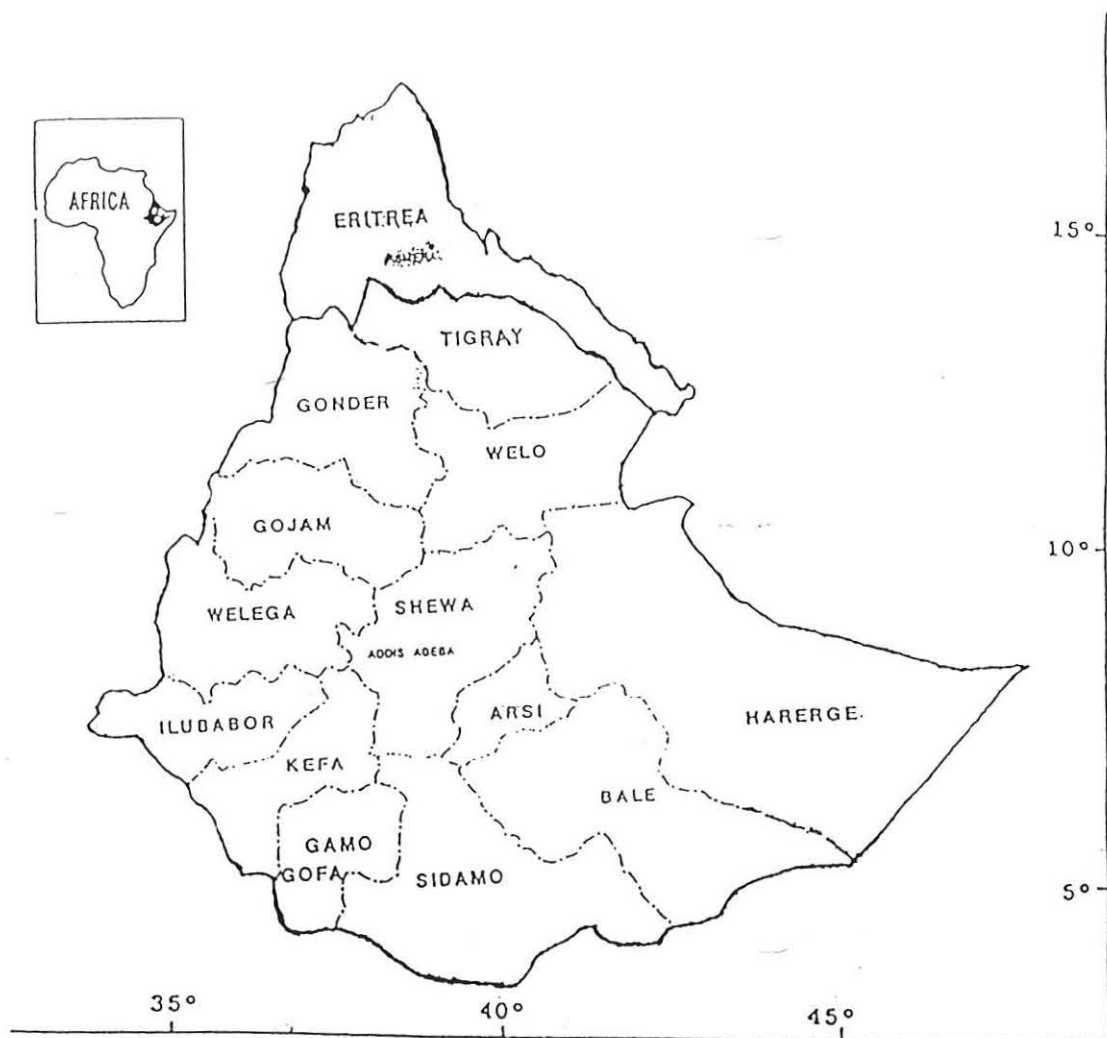 AFRICA
ERITREA
15°
TIGRAY
GONDER
WELO
GOJAM
10°
WELEGA
SHEWA
ADDIS ABEBA
ILUBABOR
ARSI
HARERGE.
KEFA
BALE
GAMO
GOFA
SIDAMO
5°
35°
40°
45°